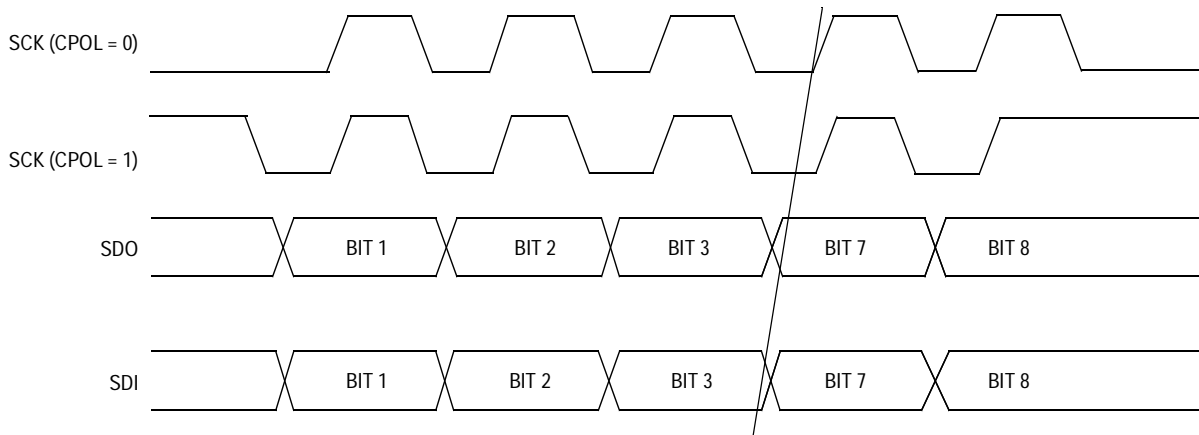 SCK (CPOL = 0)
SCK (CPOL = 1)
SDO BIT 1 BIT 2 BIT 3 BIT 7 BIT 8
SDI BIT 1 BIT 2 BIT 3 BIT 7 BIT 8